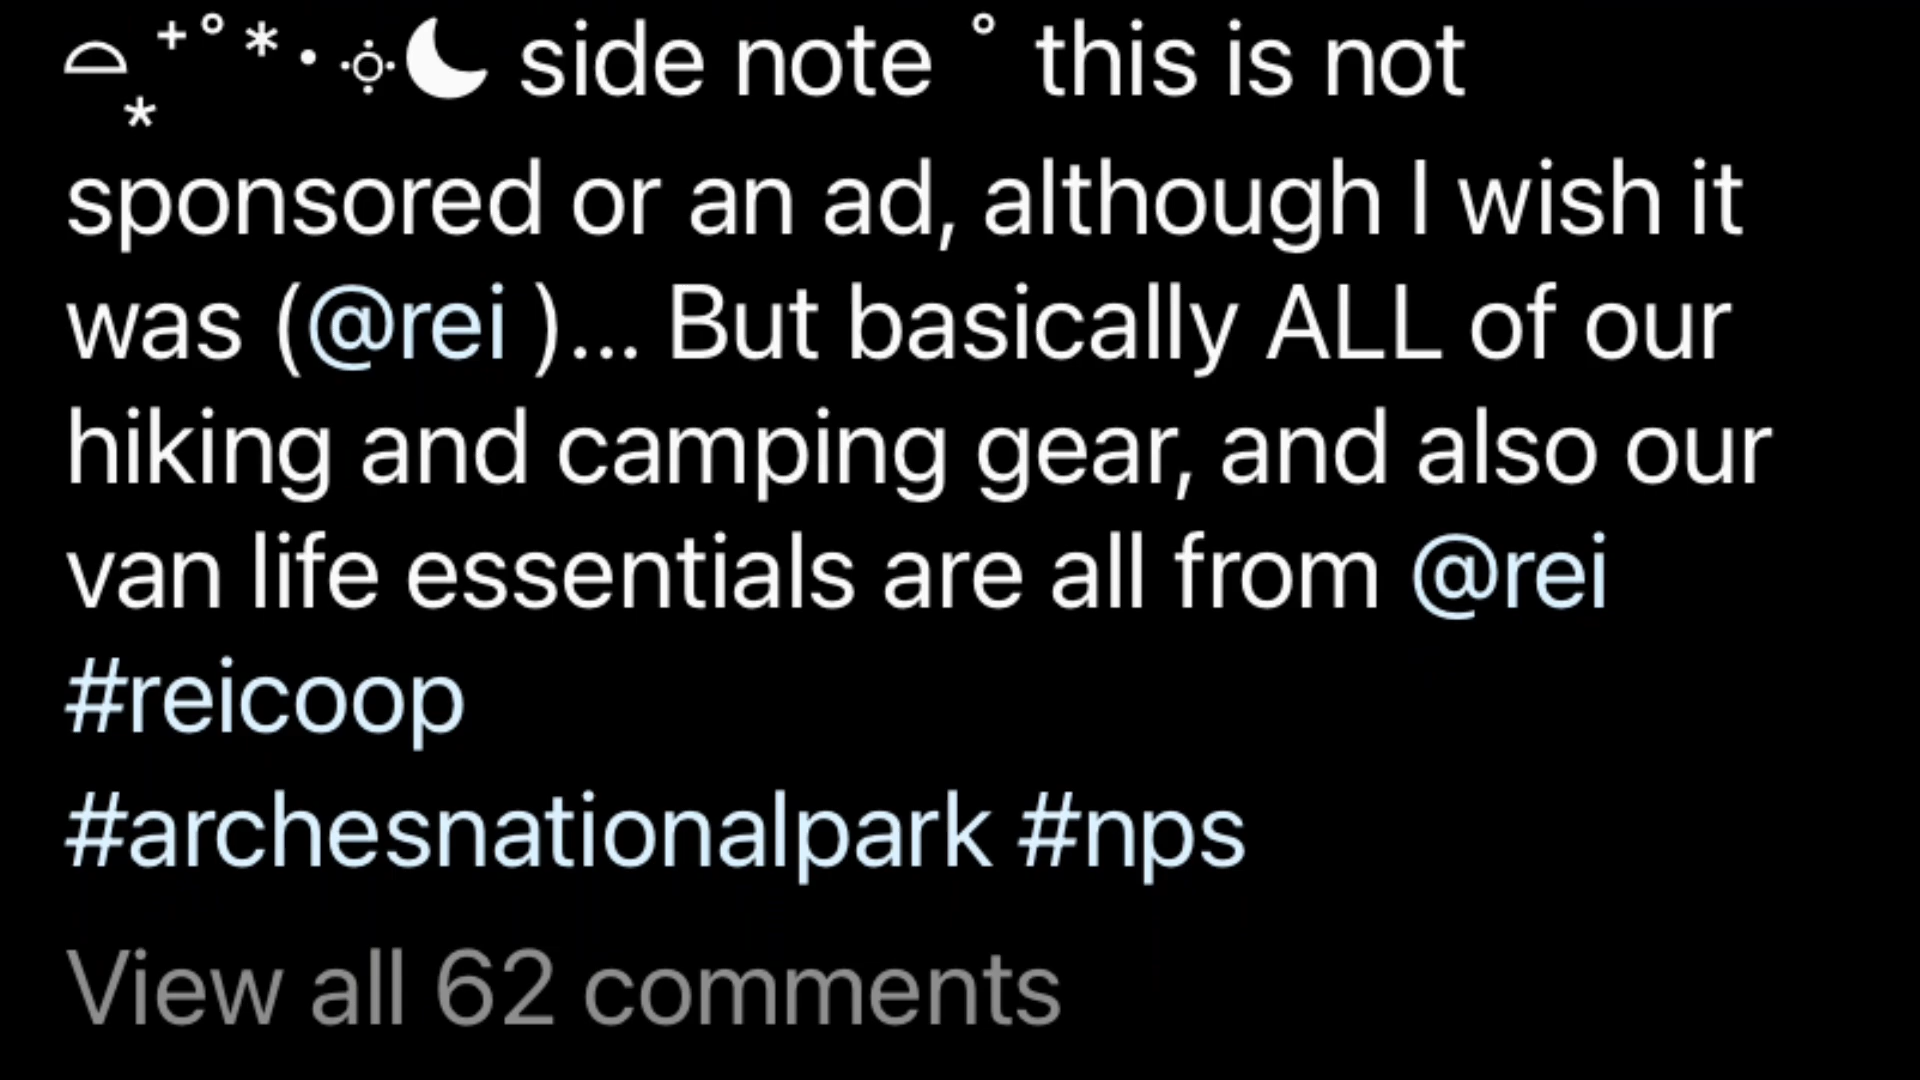 ⌓₊⁺˚*•·☼·☾ side note ˚ this is not
*
sponsored or an ad, although I wish it
was (@rei )... But basically ALL of our
hiking and camping gear, and also our
van life essentials are all from @rei
#reicoop
#archesnationalpark #nps
View all 62 comments